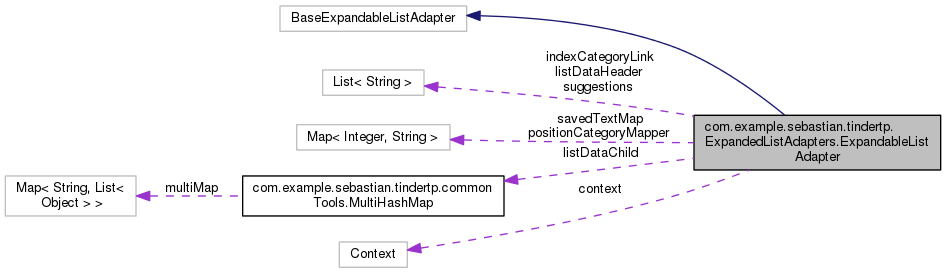 BaseExpandableListAdapter
indexCategoryLink
listDataHeader
suggestions
List< String >
savedTextMap
positionCategoryMapper
Map< Integer, String >
com.example.sebastian.tindertp.
ExpandedListAdapters.ExpandableList
Adapter
listDataChild
Map< String, List<
Object > >
multiMap
com.example.sebastian.tindertp.common
Tools.MultiHashMap
context
Context